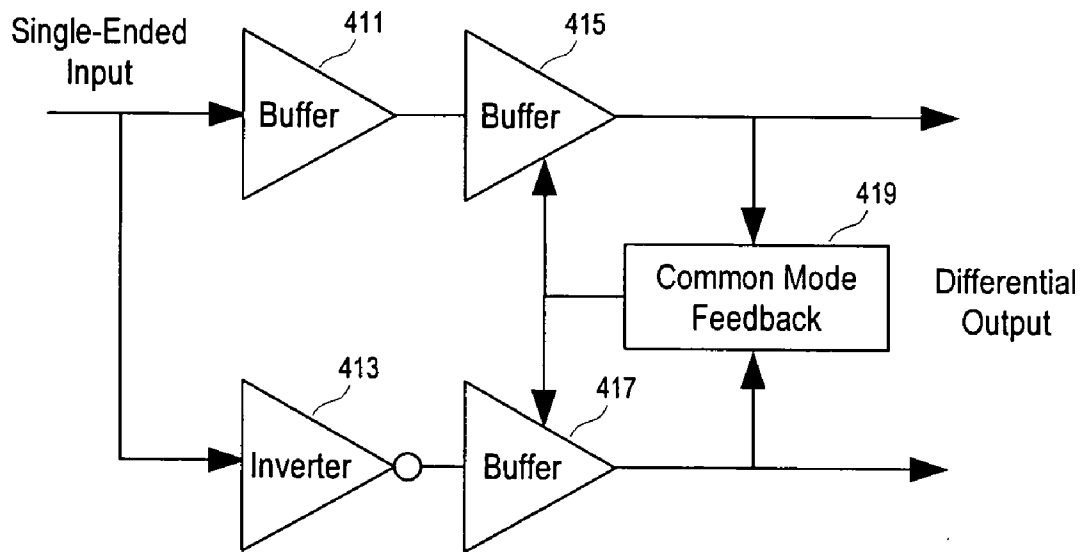 Single-Ended
Input
411
Buffer
415
Buffer
419
Common Mode
Feedback
Differential
Output
413
Inverter
417
Buffer